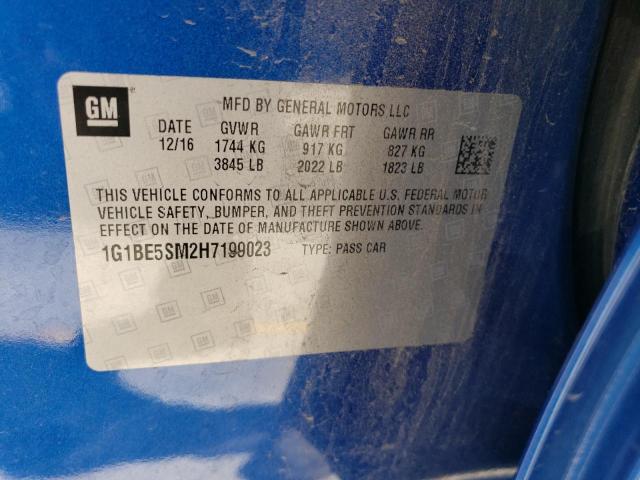 GM
MFD BY GENERAL MOTORS LLC
DATE GVWR GAWR FRT GAWR RR
12/16 1744 KG 917 KG 827 KG
3845 LB 2022 LB 1823 LB
THIS VEHICLE CONFORMS TO ALL APPLICABLE U.S. FEDERAL MOTOR
VEHICLE SAFETY, BUMPER, AND THEFT PREVENTION STANDARDS IN
EFFECT ON THE DATE OF MANUFACTURE SHOWN ABOVE.
1G1BE5SM2H7199023 TYPE: PASS CAR